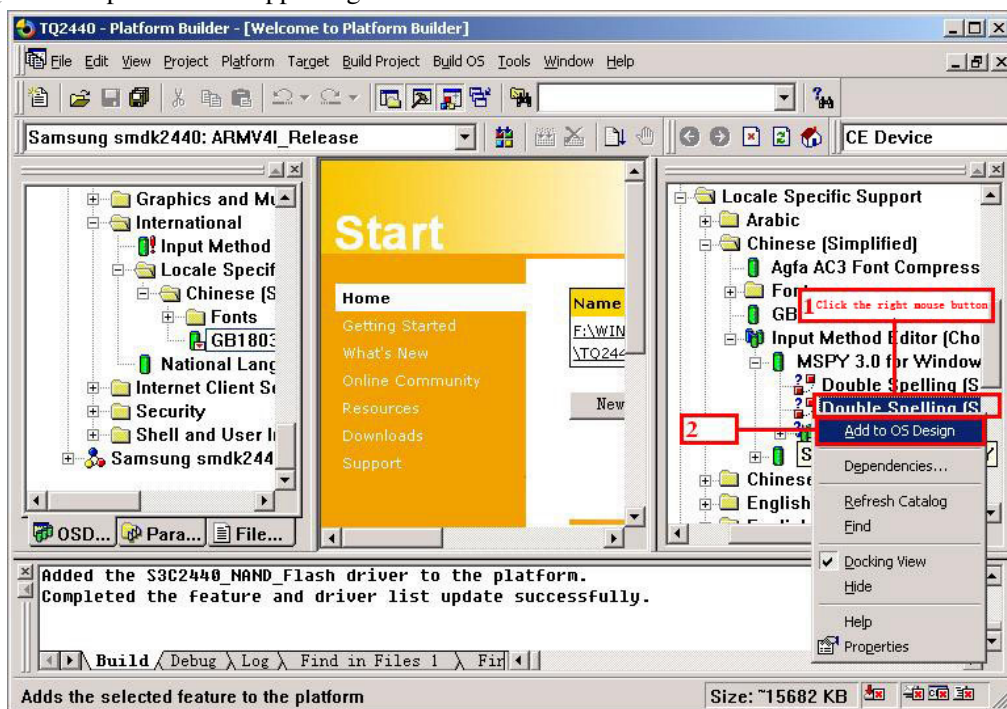 TQ2440 - Platform Builder - [Welcome to Platform Builder]
File Edit View Project Platform Target Build Project Build OS Tools Window Help
Samsung smdk2440: ARMV4I_Release
CE Device
Graphics and Mu
International
Input Method
Locale Specif
Chinese (S
Fonts
GB1803
National Lang
Internet Client Se
Security
Shell and User I
Samsung smdk244
OSD... Para... File...
Start
Home
Getting Started
What's New
Online Community
Resources
Downloads
Support
Name
F:\WIN
\TQ244
New
Locale Specific Support
Arabic
Chinese (Simplified)
Agfa AC3 Font Compress
GB
1 Click the right mouse button
Input Method Editor (Cho
MSPY 3.0 for Window
Double Spelling (S
Double Spelling (S
2
Add to OS Design
Dependencies...
Refresh Catalog
Find
Docking View
Hide
Help
Properties
Chinese
English
Added the S3C2440_NAND_Flash driver to the platform.
Completed the feature and driver list update successfully.
Build Debug Log Find in Files 1 Fir
Adds the selected feature to the platform
Size: ~15682 KB